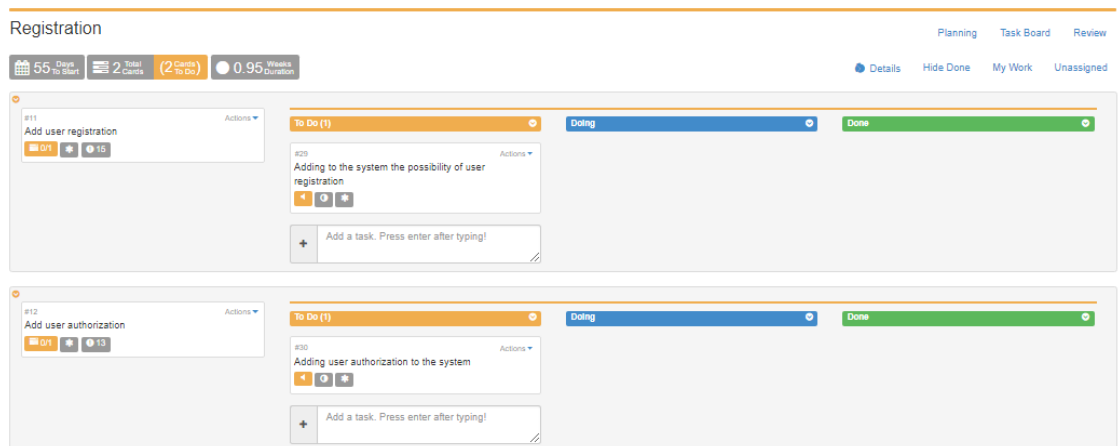 Registration
Planning Task Board Review
55 Days To Start 2 Total Cards (2 Cards To Do) 0.95 Weeks Duration
Details Hide Done My Work Unassigned
#11 Actions
Add user registration
0/1 15
To Do (1) Doing Done
#29 Actions
Adding to the system the possibility of user
registration
Add a task. Press enter after typing!
#12 Actions
Add user authorization
0/1 13
To Do (1) Doing Done
#30 Actions
Adding user authorization to the system
Add a task. Press enter after typing!